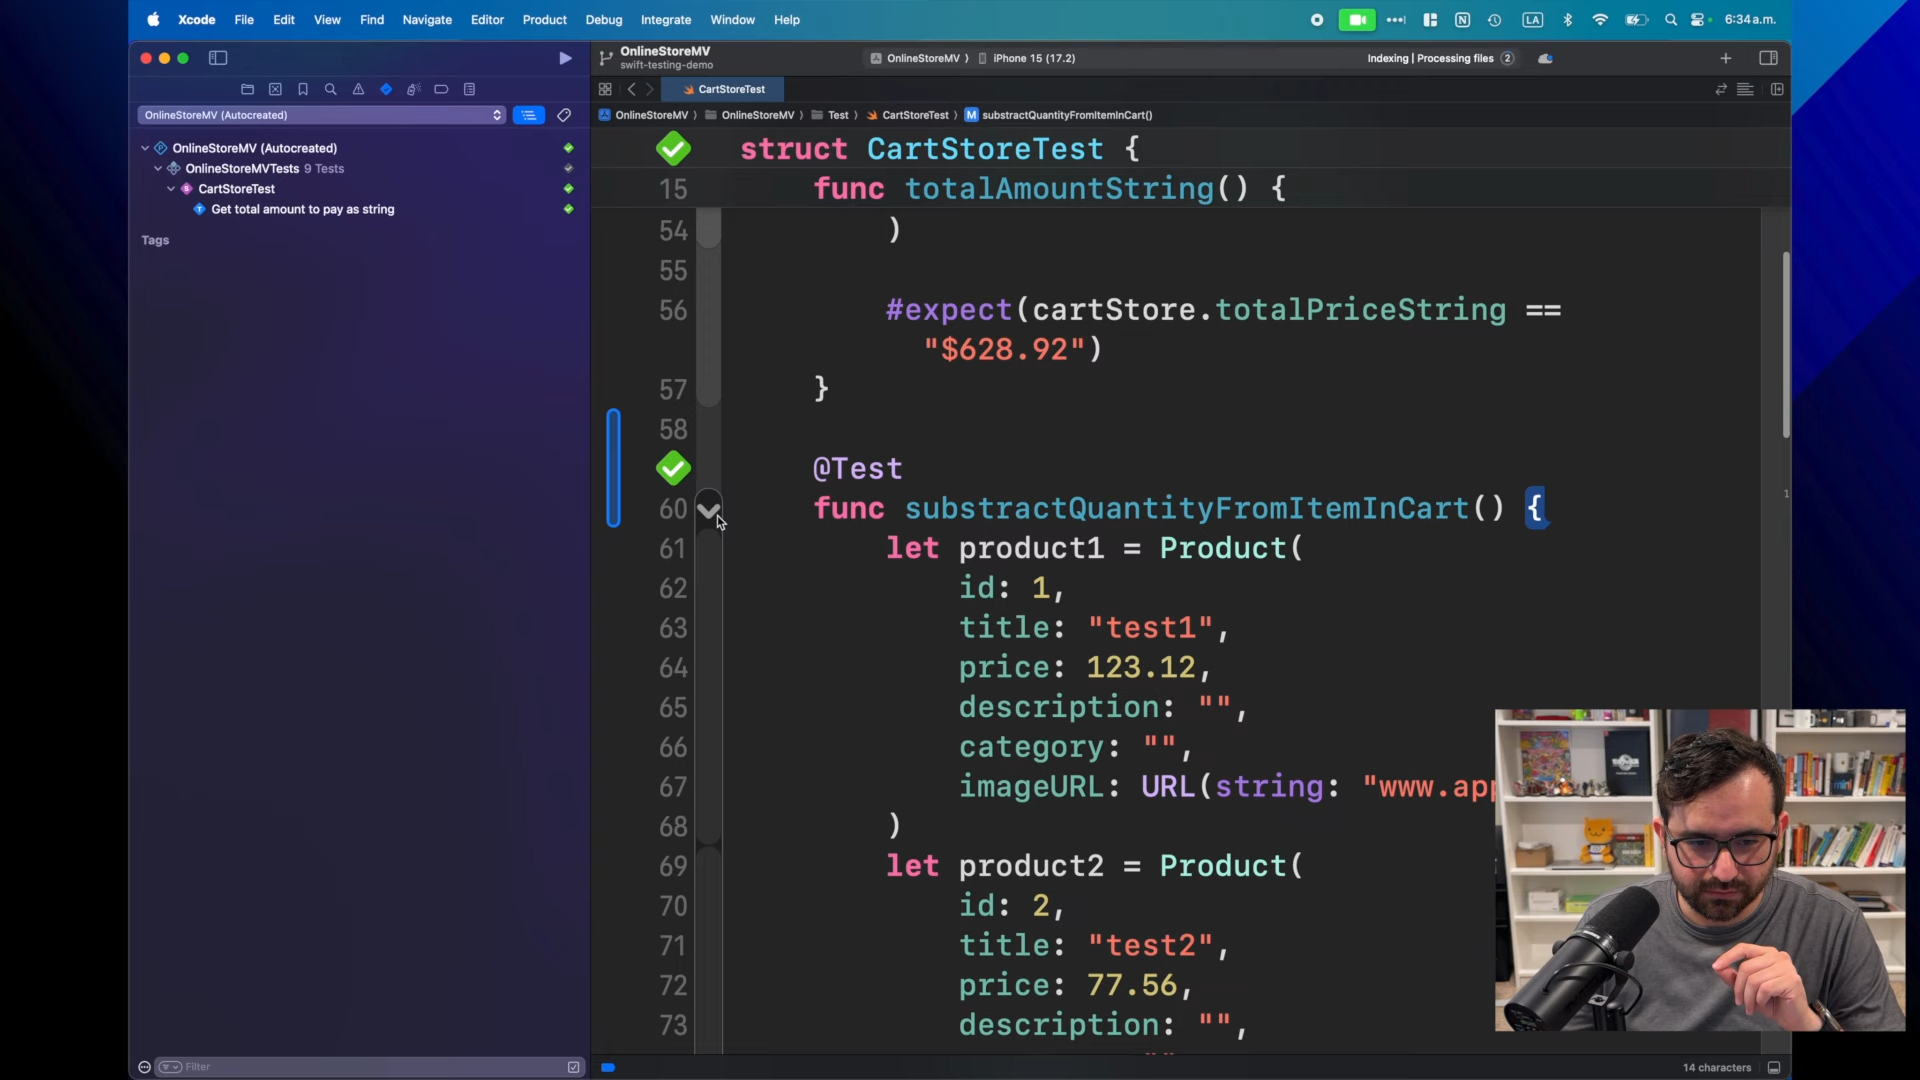 Xcode File Edit View Find Navigate Editor Product Debug Integrate Window Help
N LA 6:34 a.m.
OnlineStoreMV
swift-testing-demo
OnlineStoreMV iPhone 15 (17.2)
Indexing | Processing files 2
CartStoreTest
OnlineStoreMV (Autocreated)
OnlineStoreMV OnlineStoreMV Test CartStoreTest M substractQuantityFromItemInCart()
OnlineStoreMV (Autocreated)
OnlineStoreMVTests 9 Tests
CartStoreTest
Get total amount to pay as string
Tags
struct CartStoreTest {
15 func totalAmountString() {
54 )
55
56 #expect(cartStore.totalPriceString ==
"$628.92")
57 }
58
@Test
60 func substractQuantityFromItemInCart() {
61 let product1 = Product(
62 id: 1,
63 title: "test1",
64 price: 123.12,
65 description: "",
66 category: "",
67 imageURL: URL(string: "www.app
68 )
69 let product2 = Product(
70 id: 2,
71 title: "test2",
72 price: 77.56,
73 description: "",
Filter
14 characters